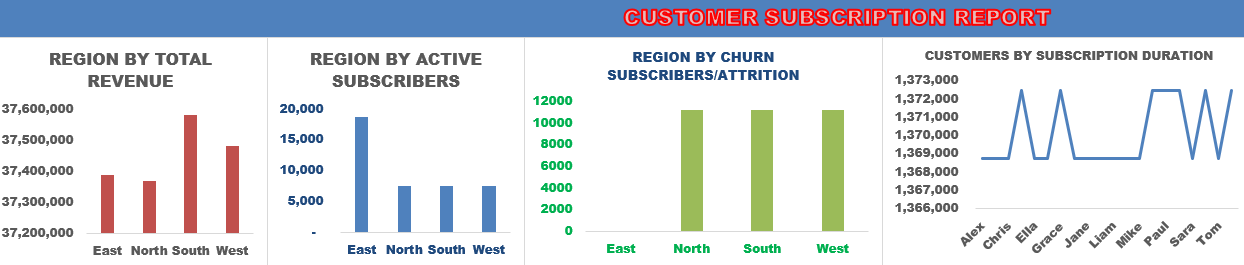 CUSTOMER SUBSCRIPTION REPORT
REGION BY TOTAL
REVENUE
37,600,000
37,500,000
37,400,000
37,300,000
37,200,000
East North South West
REGION BY ACTIVE
SUBSCRIBERS
20,000
15,000
10,000
5,000
-
East North South West
REGION BY CHURN
SUBSCRIBERS/ATTRITION
12000
10000
8000
6000
4000
2000
0
East North South West
CUSTOMERS BY SUBSCRIPTION DURATION
1,373,000
1,372,000
1,371,000
1,370,000
1,369,000
1,368,000
1,367,000
1,366,000
Alex Chris Ella Grace Jane Liam Mike Paul Sara Tom